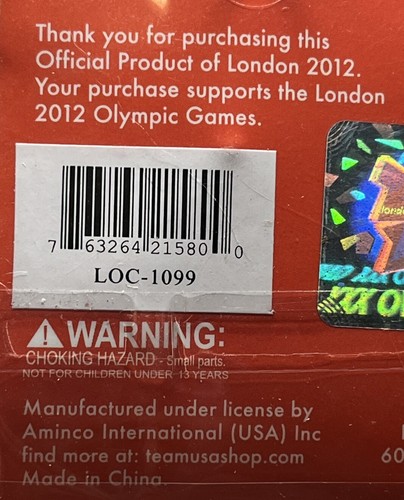 Thank you for purchasing this
Official Product of London 2012.
Your purchase supports the London
2012 Olympic Games.
7 63264 21580 0
LOC-1099
WARNING:
CHOKING HAZARD - Small parts.
NOT FOR CHILDREN UNDER 13 YEARS
Manufactured under license by
Aminco International (USA) Inc
find more at: teamusashop.com
Made in China.
60